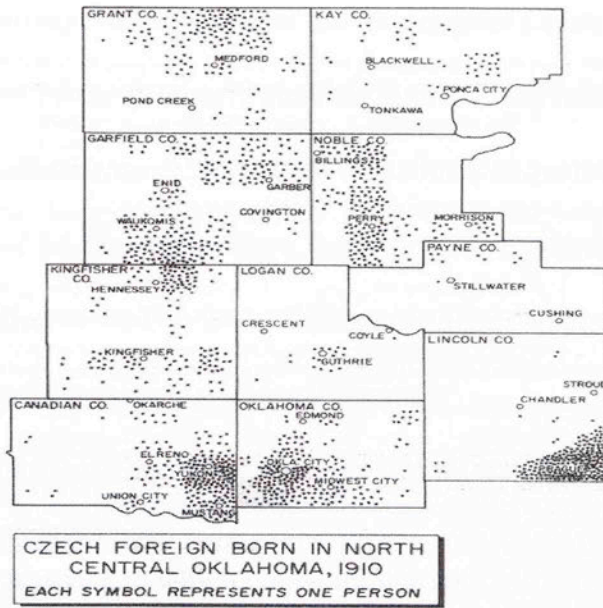 GRANT CO.
KAY CO.
MEDFORD
BLACKWELL
PONCA CITY
POND CREEK
TONKAWA
GARFIELD CO.
NOBLE CO.
BILLINGS
GARBER
ENID
WAUKOMIS
COVINGTON
PERRY
MORRISON
PAYNE CO.
KINGFISHER
CO.
LOGAN CO.
HENNESSEY
STILLWATER
CUSHING
CRESCENT
COYLE
LINCOLN CO.
KINGFISHER
GUTHRIE
STROUD
CHANDLER
CANADIAN CO.
OKARCHE
OKLAHOMA CO.
EDMOND
EL RENO
CITY
MIDWEST CITY
UNION CITY
MUSTANG
CZECH FOREIGN BORN IN NORTH
CENTRAL OKLAHOMA, 1910
EACH SYMBOL REPRESENTS ONE PERSON